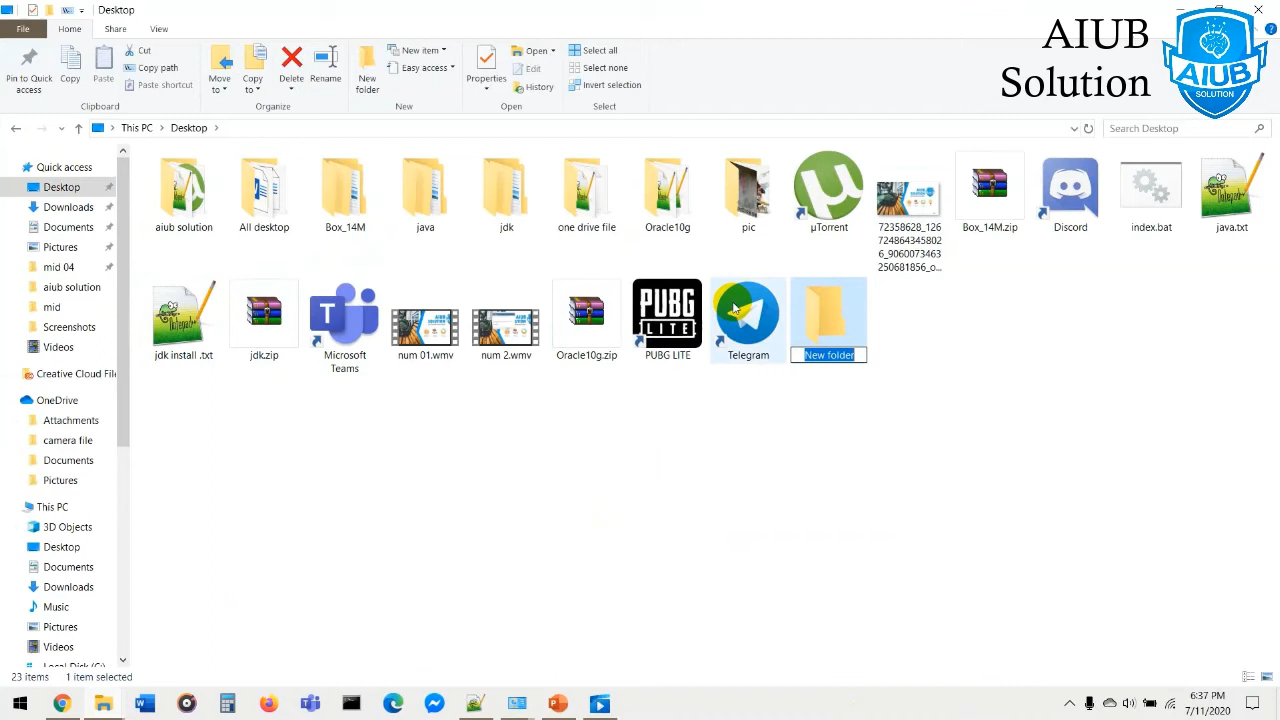 Desktop
File Home Share View
AIUB
Solution
AIUB
SOLUTION
Pin to Quick access
Copy
Paste
Cut
Copy path
Paste shortcut
Clipboard
Move to
Copy to
Delete
Rename
Organize
New folder
New item
Easy access
New
Properties
Open
Edit
History
Open
Select all
Select none
Invert selection
Select
This PC > Desktop >
Search Desktop
Quick access
Desktop
Downloads
Documents
Pictures
mid 04
aiub solution
mid
Screenshots
Videos
Creative Cloud File
OneDrive
Attachments
camera file
Documents
Pictures
This PC
3D Objects
Desktop
Documents
Downloads
Music
Pictures
Videos
Local Disk (C:)
aiub solution
All desktop
Box_14M
java
jdk
one drive file
Oracle10g
pic
µTorrent
72358628_126
724864345802
6_9060073463
250681856_o...
Box_14M.zip
Discord
index.bat
java.txt
jdk install .txt
jdk.zip
Microsoft
Teams
num 01.wmv
num 2.wmv
Oracle10g.zip
PUBG
LITE
PUBG LITE
Telegram
New folder
23 items 1 item selected
6:37 PM
7/11/2020